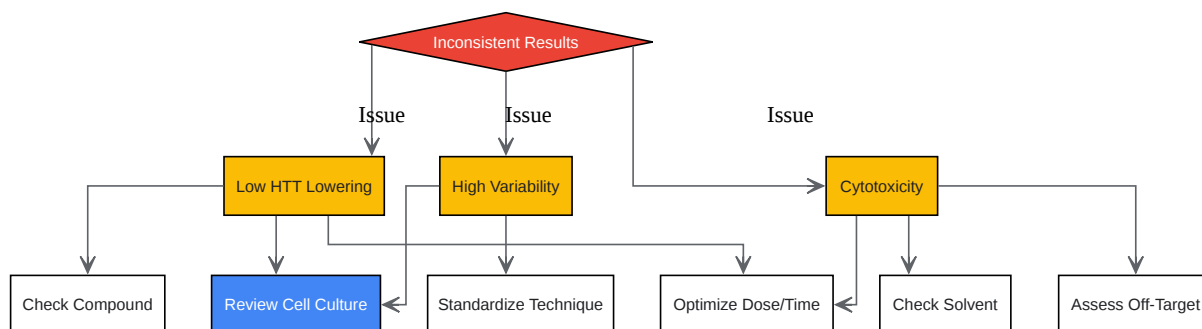 Inconsistent Results
Issue
Issue
Issue
Low HTT Lowering
High Variability
Cytotoxicity
Check Compound
Review Cell Culture
Standardize Technique
Optimize Dose/Time
Check Solvent
Assess Off-Target